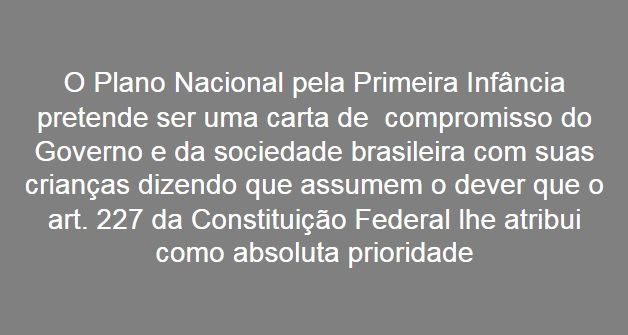 O Plano Nacional pela Primeira Infância
pretende ser uma carta de  compromisso do
Governo e da sociedade brasileira com suas
crianças dizendo que assumem o dever que o
art. 227 da Constituição Federal lhe atribui
como absoluta prioridade